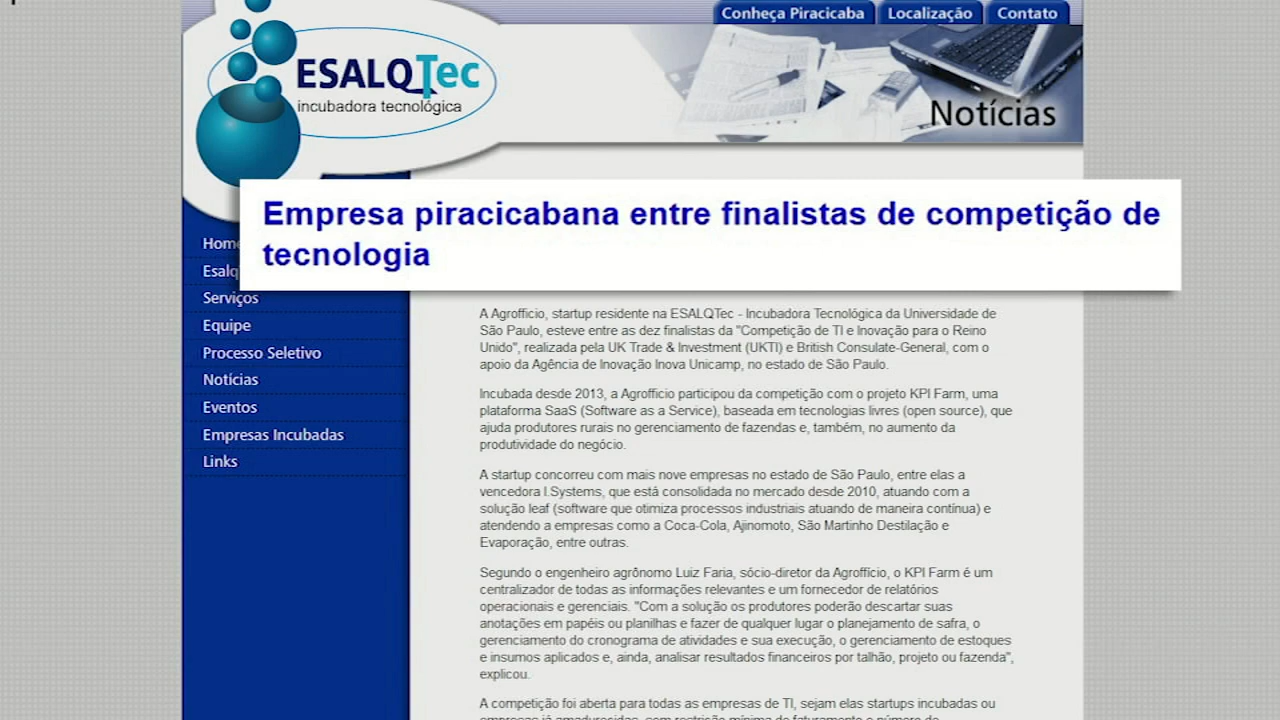 Conheça Piracicaba
Localização
Contato
ESALQTec
incubadora tecnológica
Notícias
Empresa piracicabana entre finalistas de competição de
tecnologia
Home
Esalq
Serviços
Equipe
Processo Seletivo
Notícias
Eventos
Empresas Incubadas
Links
A Agrofficio, startup residente na ESALQTec - Incubadora Tecnológica da Universidade de
São Paulo, esteve entre as dez finalistas da "Competição de TI e Inovação para o Reino
Unido", realizada pela UK Trade & Investment (UKTI) e British Consulate-General, com o
apoio da Agência de Inovação Inova Unicamp, no estado de São Paulo.
Incubada desde 2013, a Agrofficio participou da competição com o projeto KPI Farm, uma
plataforma SaaS (Software as a Service), baseada em tecnologias livres (open source), que
ajuda produtores rurais no gerenciamento de fazendas e, também, no aumento da
produtividade do negócio.
A startup concorreu com mais nove empresas no estado de São Paulo, entre elas a
vencedora I.Systems, que está consolidada no mercado desde 2010, atuando com a
solução leaf (software que otimiza processos industriais atuando de maneira contínua) e
atendendo a empresas como a Coca-Cola, Ajinomoto, São Martinho Destilação e
Evaporação, entre outras.
Segundo o engenheiro agrônomo Luiz Faria, sócio-diretor da Agroffício, o KPI Farm é um
centralizador de todas as informações relevantes e um fornecedor de relatórios
operacionais e gerenciais. "Com a solução os produtores poderão descartar suas
anotações em papéis ou planilhas e fazer de qualquer lugar o planejamento de safra, o
gerenciamento do cronograma de atividades e sua execução, o gerenciamento de estoques
e insumos aplicados e, ainda, analisar resultados financeiros por talhão, projeto ou fazenda",
explicou.
A competição foi aberta para todas as empresas de TI, sejam elas startups incubadas ou